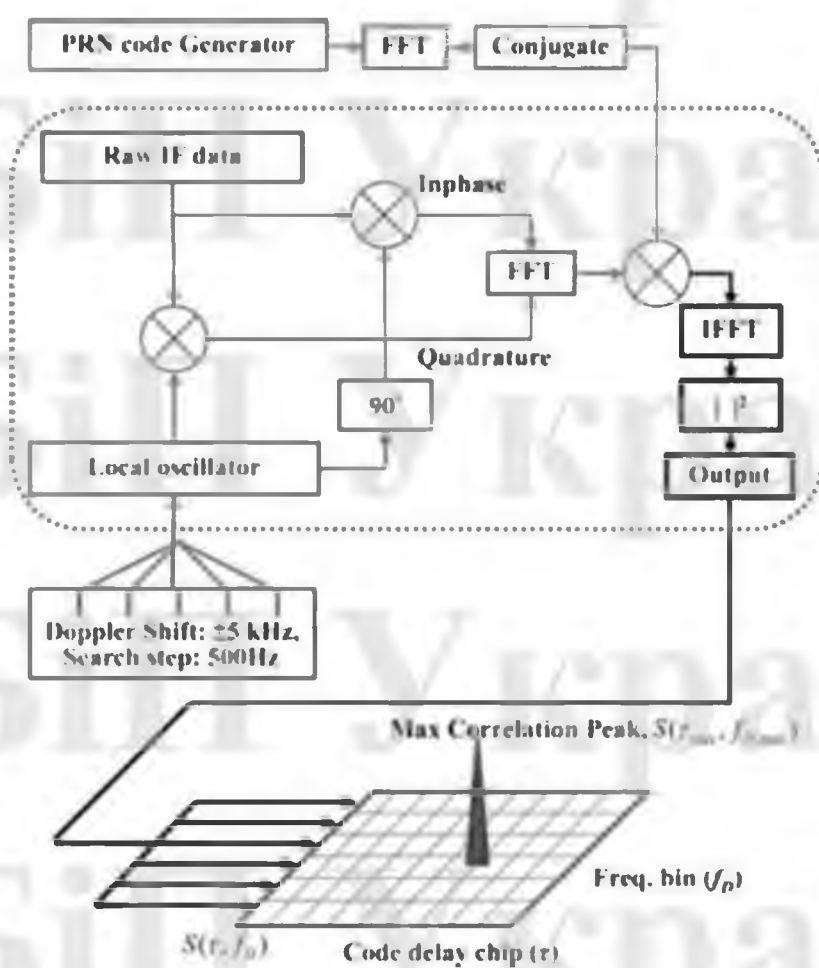 PRN code Generator
FFT
Conjugate
Raw IF data
Inphase
FFT
IFFT
Quadrature
90°
| |²
Local oscillator
Output
Doppler Shift: ±5 kHz,
Search step: 500Hz
Max Correlation Peak, S(τ
Freq. bin (f_D)
S(τ, f_D)
Code delay chip (τ)